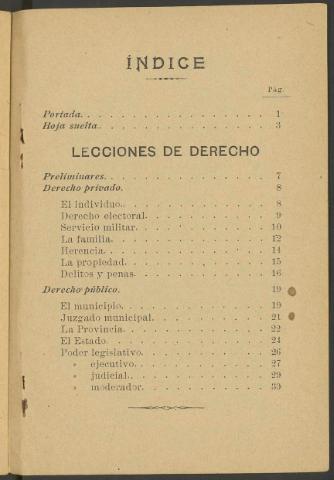 ÍNDICE
Pág.
Portada. . . . . . . . . . . . . 1
Hoja suelta. . . . . . . . . . . . 3
LECCIONES DE DERECHO
Preliminares. . . . . . . . . . . 7
Derecho privado. . . . . . . . . . 8
El individuo. . . . . . . . . . . 8
Derecho electoral. . . . . . . . . 9
Servicio militar. . . . . . . . . . 10
La familia. . . . . . . . . . . . 12
Herencia. . . . . . . . . . . . 14
La propiedad. . . . . . . . . . . 15
Delitos y penas. . . . . . . . . . 16
Derecho público. . . . . . . . . . 19
El municipio. . . . . . . . . . . 19
Juzgado municipal. . . . . . . . . 21
La Provincia. . . . . . . . . . . 22
El Estado. . . . . . . . . . . . 24
Poder legislativo. . . . . . . . . . 26
» ejecutivo. . . . . . . . . . 27
» judicial. . . . . . . . . . . 29
» moderador. . . . . . . . . 30